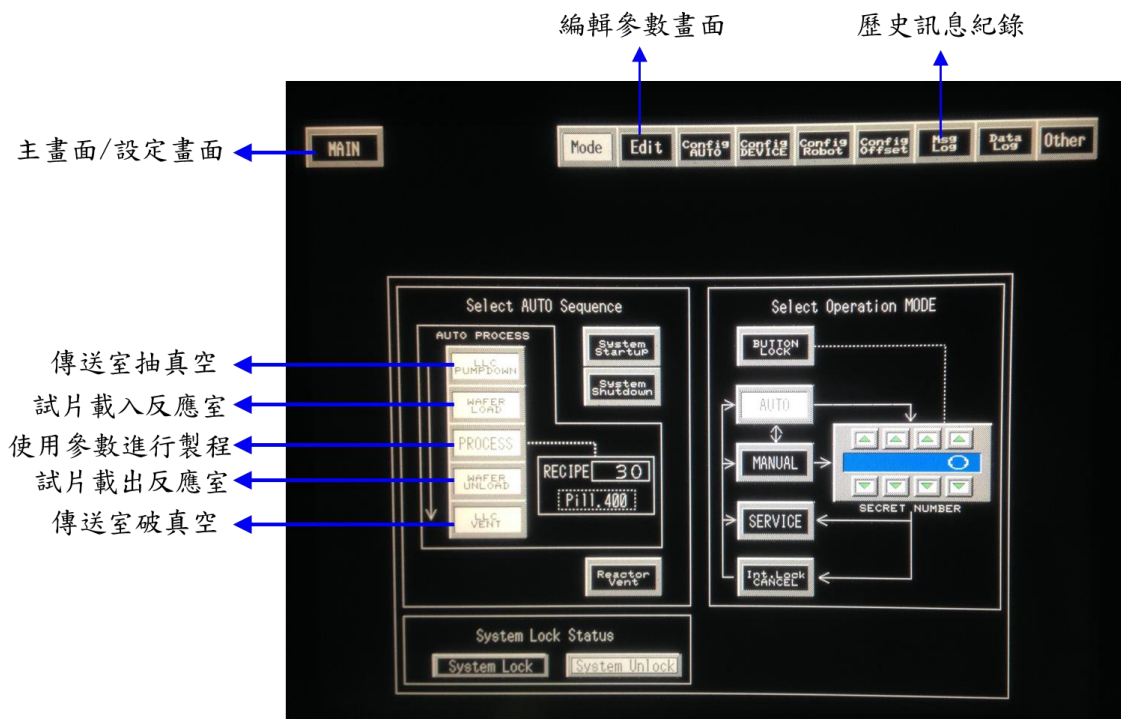 編輯參數畫面
歷史訊息紀錄
主畫面/設定畫面
MAIN
Mode
Edit
Config
AUTO
Config
DEVICE
Config
Robot
Config
Offset
Msg
Log
Data
Log
Other
Select AUTO Sequence
AUTO PROCESS
傳送室抽真空
LLC
PUMPDOWN
試片載入反應室
WAFER
LOAD
使用參數進行製程
PROCESS
試片載出反應室
WAFER
UNLOAD
傳送室破真空
LLC
VENT
System
Startup
System
Shutdown
RECIPE 30
Pill.400
Reactor
Vent
System Lock Status
System Lock
System Unlock
Select Operation MODE
BUTTON
LOCK
AUTO
MANUAL
SERVICE
Int.Lock
CANCEL
0
SECRET NUMBER